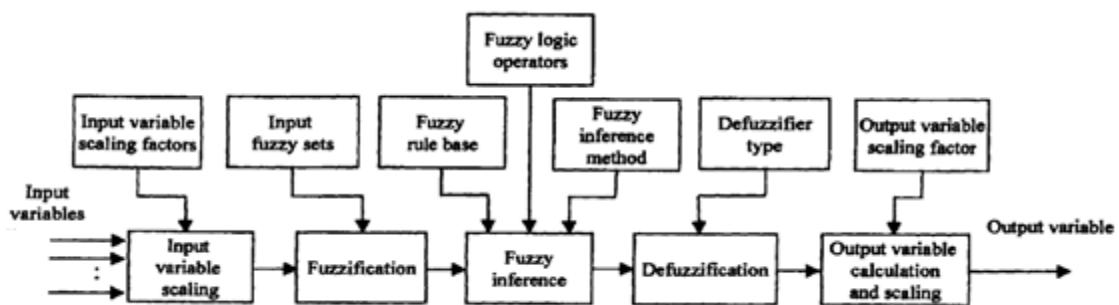 Fuzzy logic
operators
Input variable
scaling factors
Input
fuzzy sets
Fuzzy
rule base
Fuzzy
inference
method
Defuzzifier
type
Output variable
scaling factor
Input
variables
Input
variable
scaling
Fuzzification
Fuzzy
inference
Defuzzification
Output variable
calculation
and scaling
Output variable